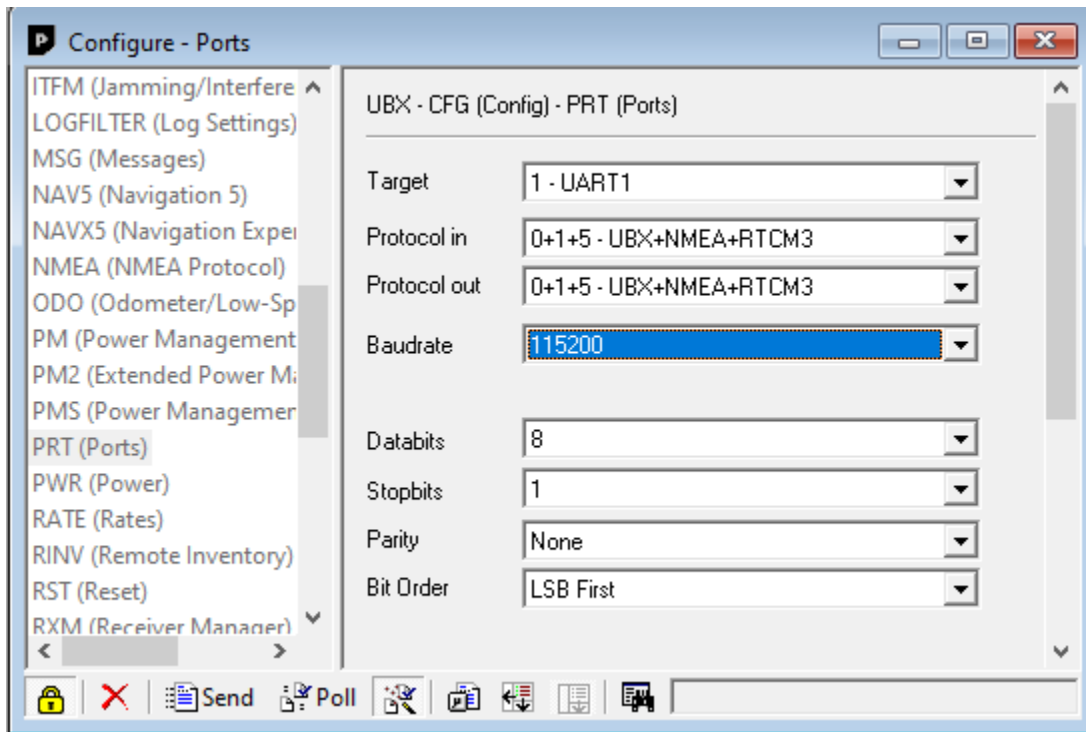 Configure - Ports
ITFM (Jamming/Interfere
LOGFILTER (Log Settings)
MSG (Messages)
NAV5 (Navigation 5)
NAVX5 (Navigation Exper
NMEA (NMEA Protocol)
ODO (Odometer/Low-Sp
PM (Power Management
PM2 (Extended Power Ma
PMS (Power Managemer
PRT (Ports)
PWR (Power)
RATE (Rates)
RINV (Remote Inventory)
RST (Reset)
RXM (Receiver Manager)
UBX - CFG (Config) - PRT (Ports)
Target 1 - UART1
Protocol in 0+1+5 - UBX+NMEA+RTCM3
Protocol out 0+1+5 - UBX+NMEA+RTCM3
Baudrate 115200
Databits 8
Stopbits 1
Parity None
Bit Order LSB First
Send Poll